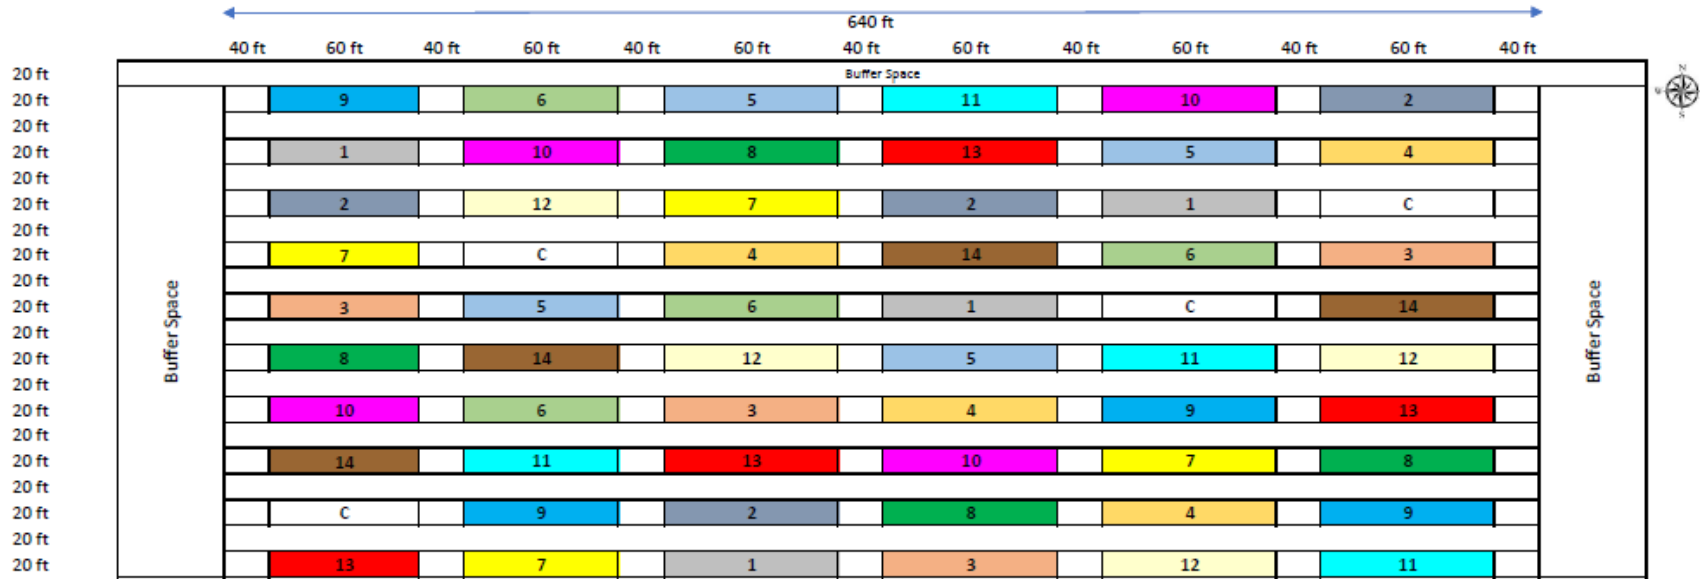 640 ft
40 ft 60 ft 40 ft 60 ft 40 ft 60 ft 40 ft 60 ft 40 ft 60 ft 40 ft 60 ft 40 ft
20 ft Buffer Space N
20 ft 9 6 5 11 10 2
S
20 ft
20 ft 1 10 8 13 5 4
20 ft
20 ft 2 12 7 2 1 C
20 ft
20 ft 7 C 4 14 6 3
20 ft
20 ft 3 5 6 1 C 14
Buffer Space
Buffer Space
20 ft
20 ft 8 14 12 5 11 12
20 ft
20 ft 10 6 3 4 9 13
20 ft
20 ft 14 11 13 10 7 8
20 ft
20 ft C 9 2 8 4 9
20 ft
20 ft 13 7 1 3 12 11